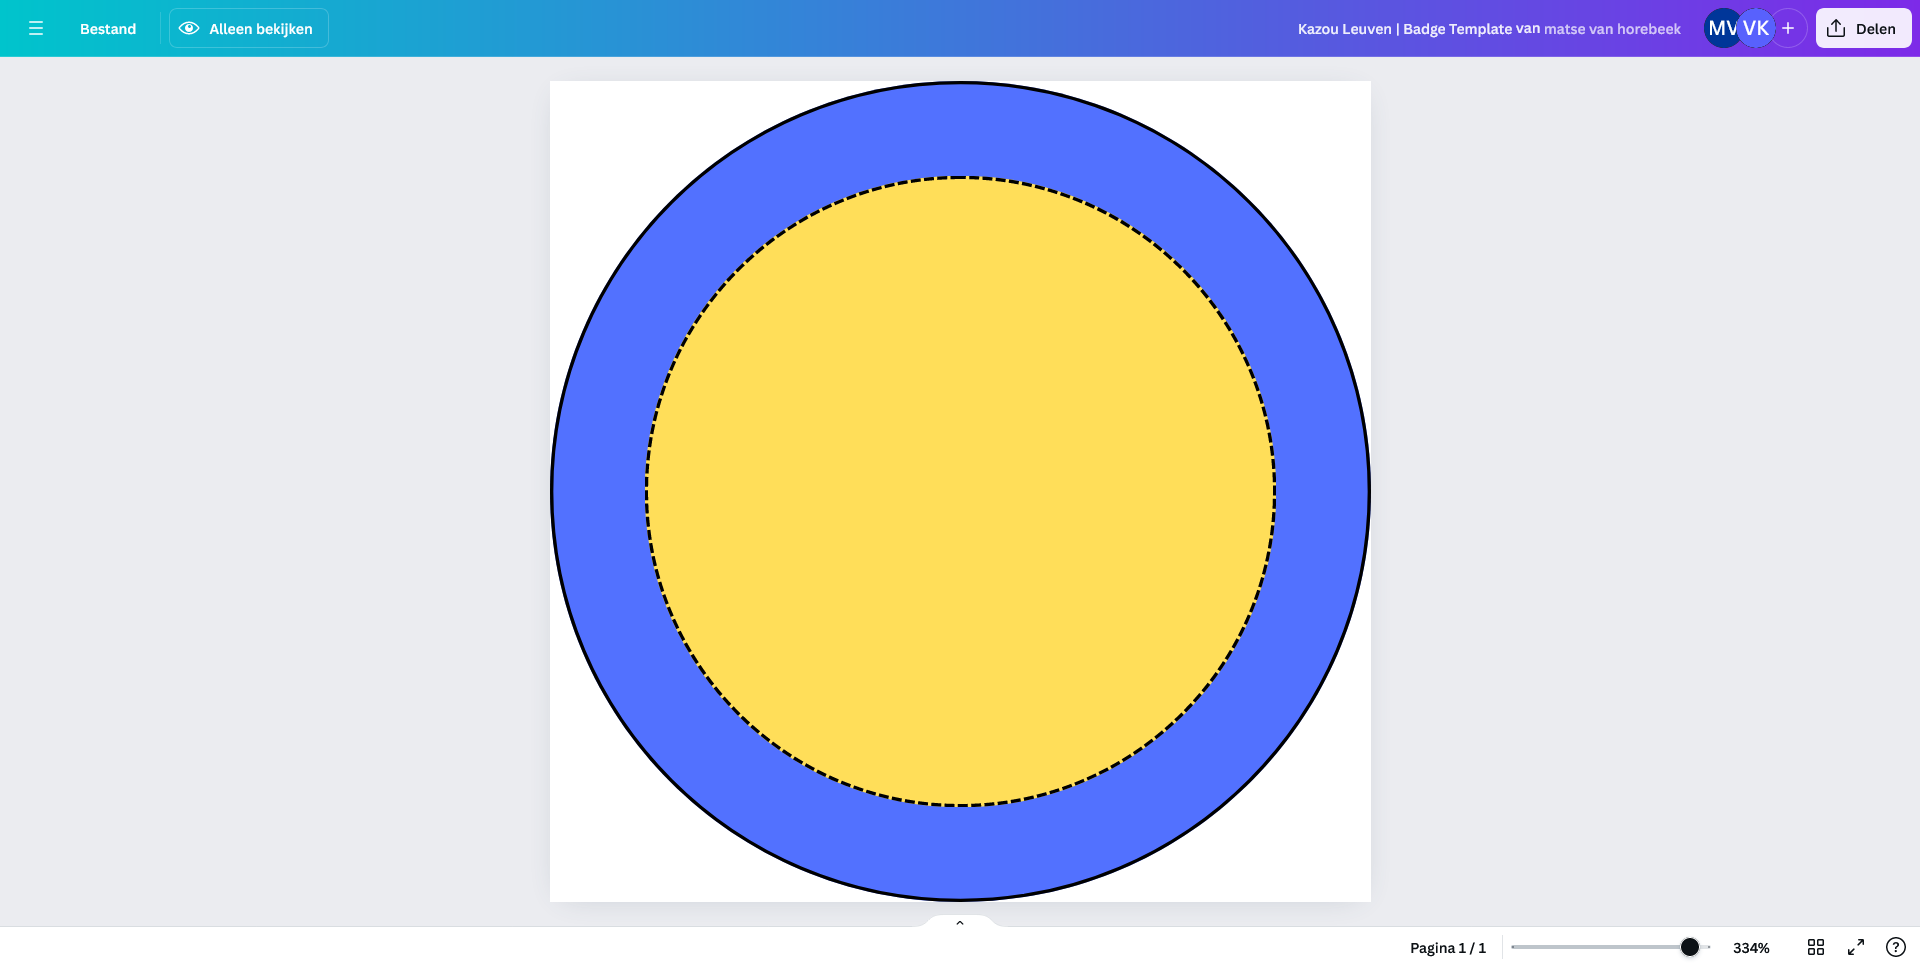 Bestand
Alleen bekijken
Kazou Leuven | Badge Template van matse van horebeek
MV
VK
+
Delen
Pagina 1 / 1
334%
?